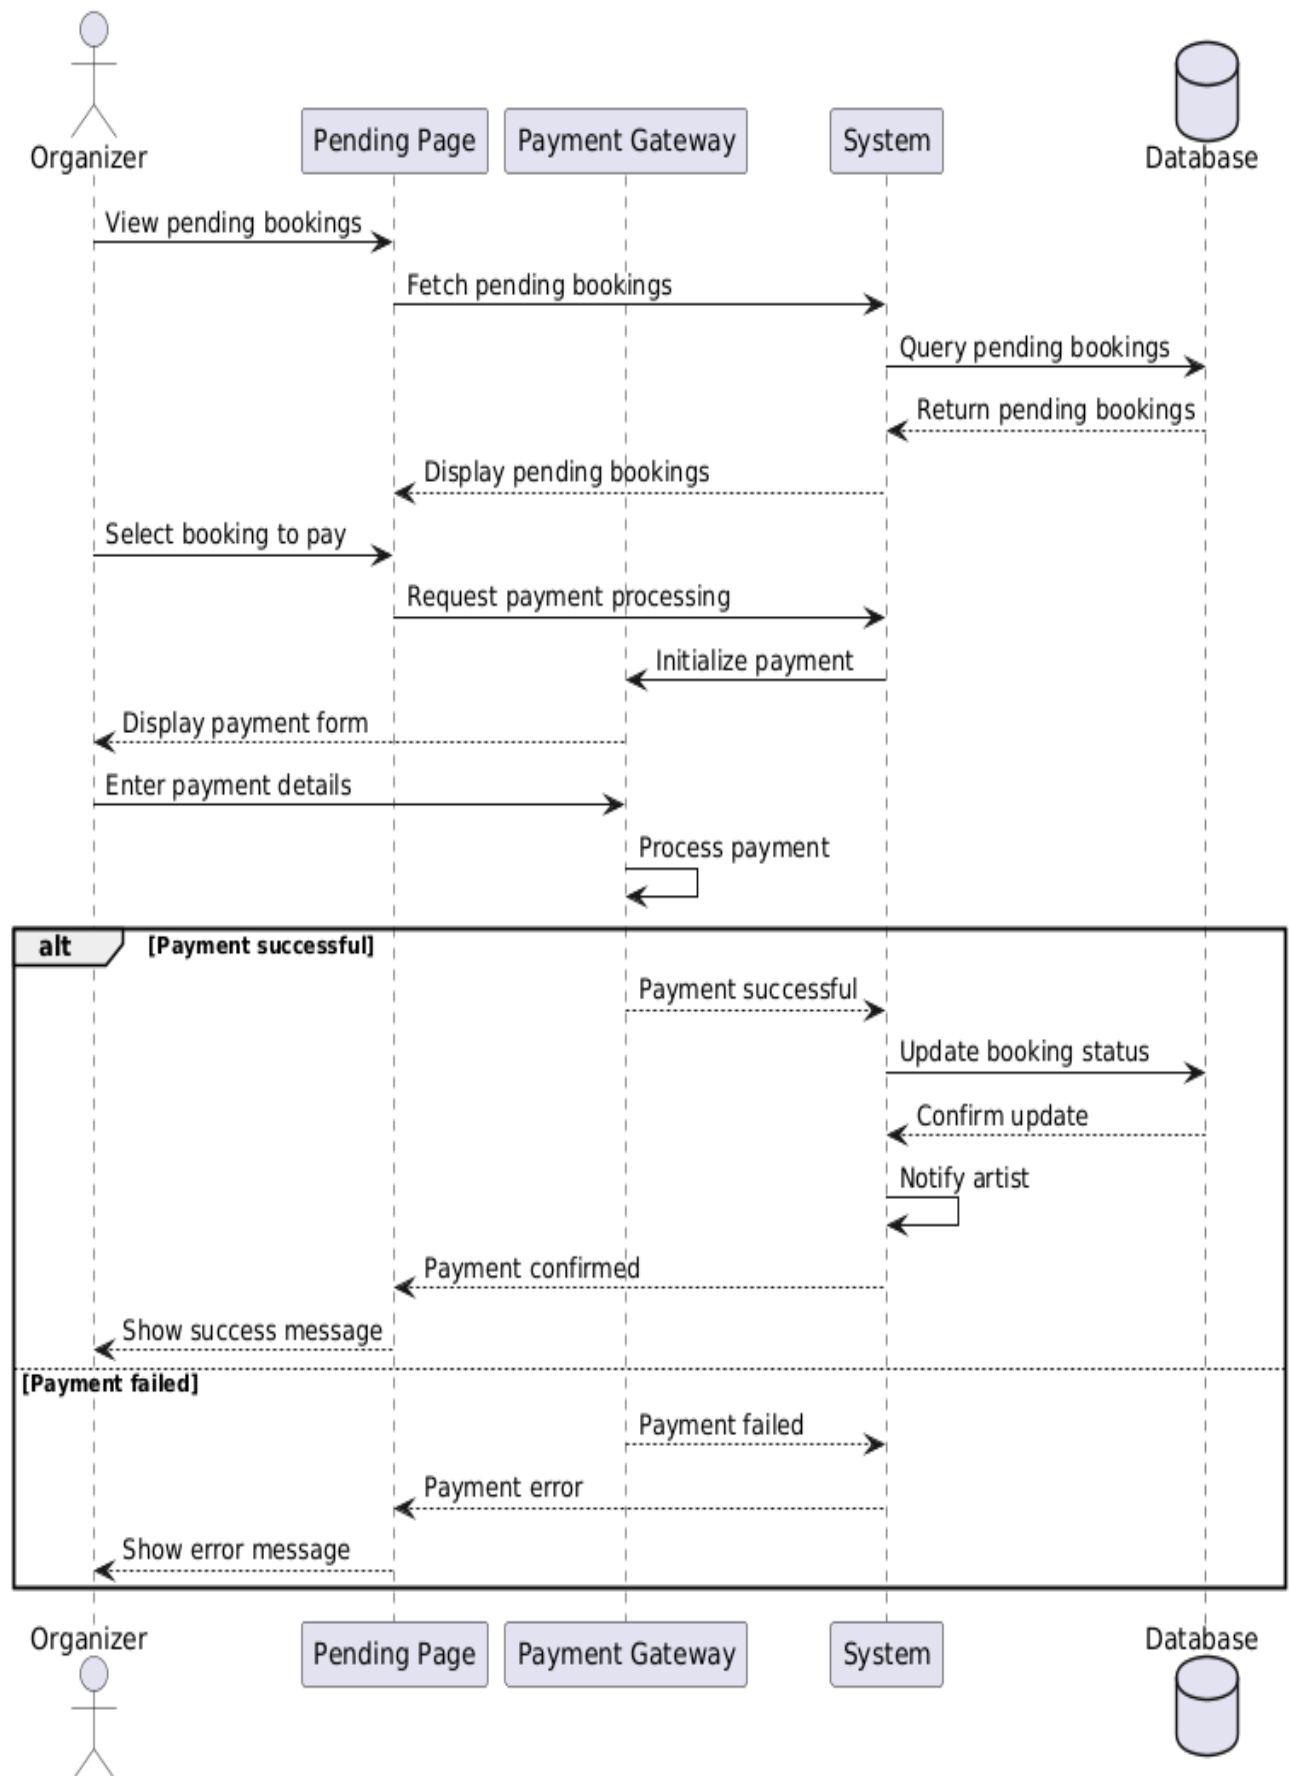 Organizer
Pending Page
Payment Gateway
System
Database
View pending bookings
Fetch pending bookings
Query pending bookings
Return pending bookings
Display pending bookings
Select booking to pay
Request payment processing
Initialize payment
Display payment form
Enter payment details
Process payment
alt [Payment successful]
Payment successful
Update booking status
Confirm update
Notify artist
Payment confirmed
Show success message
[Payment failed]
Payment failed
Payment error
Show error message
Organizer
Pending Page
Payment Gateway
System
Database